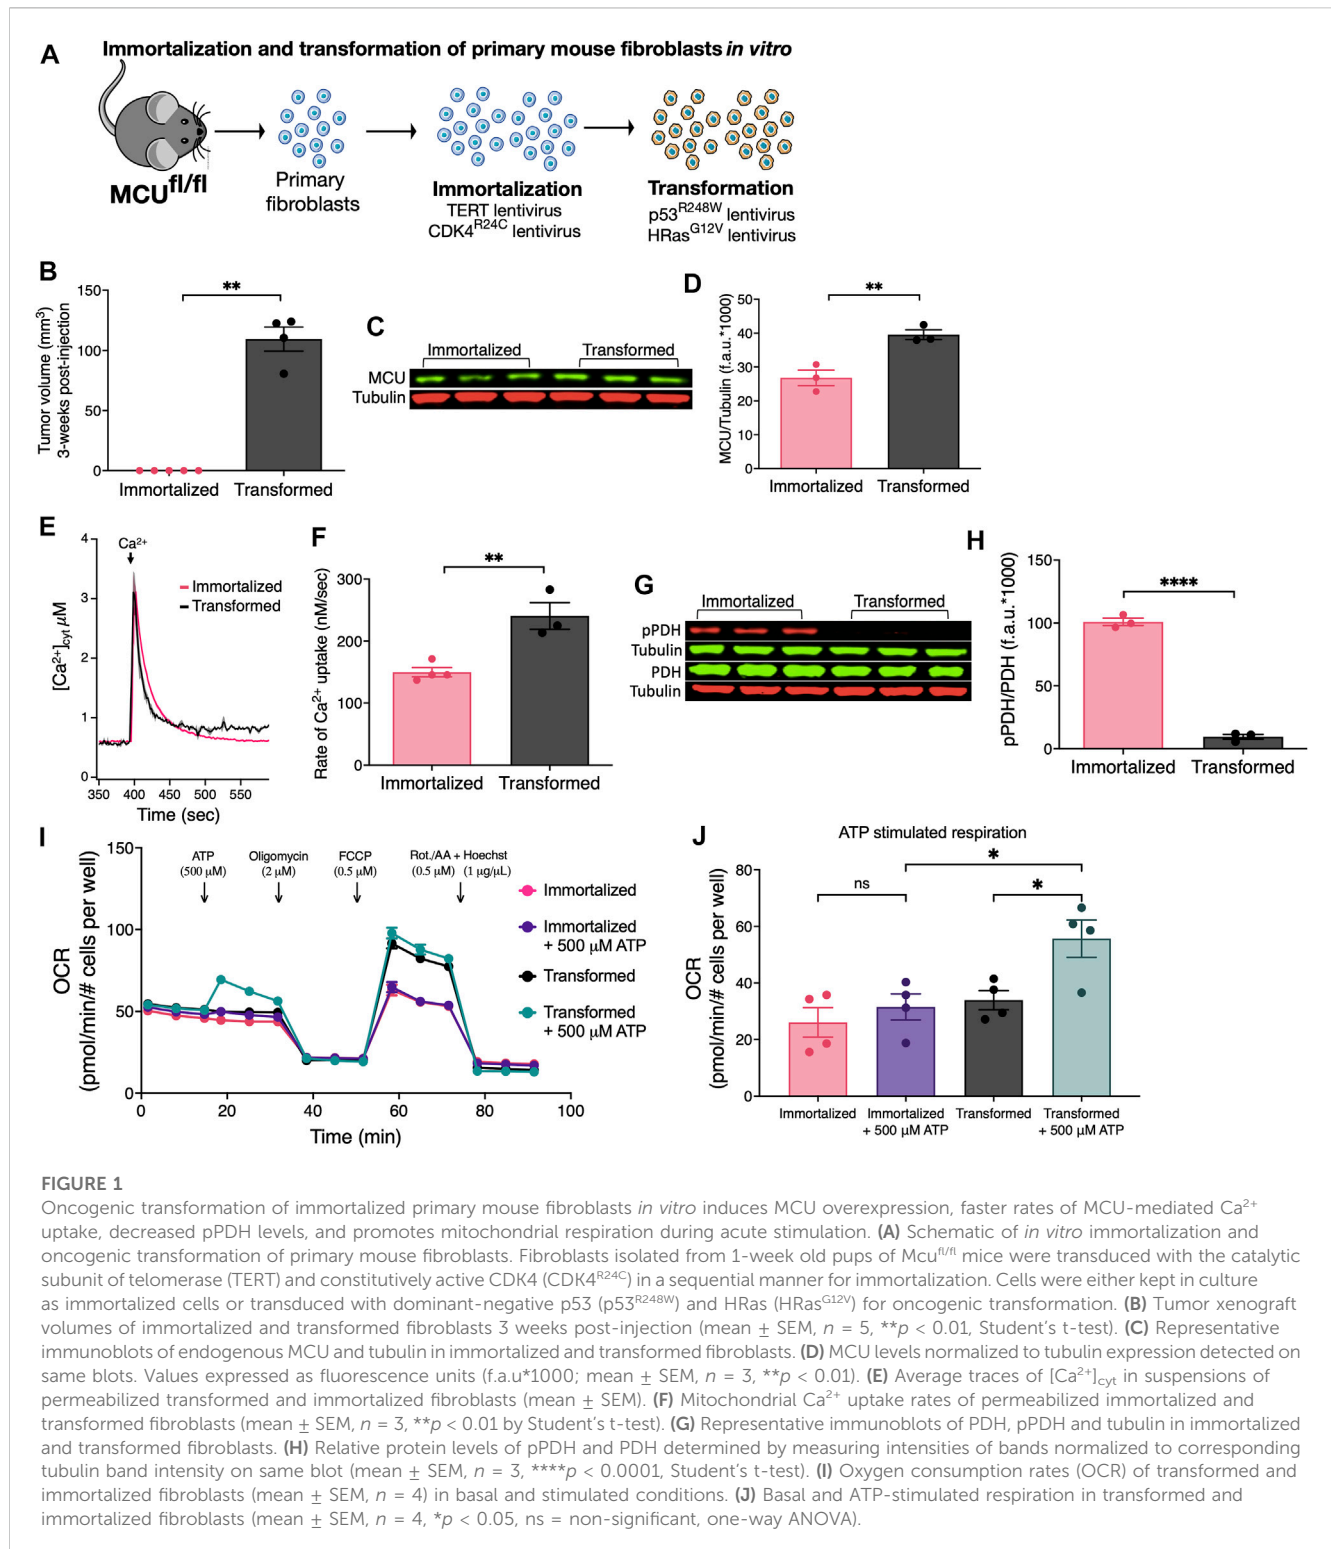 A
Immortalization and transformation of primary mouse fibroblasts in vitro
MCUfl/fl
Primary
fibroblasts
Immortalization
TERT lentivirus
CDK4R24C lentivirus
Transformation
p53R248W lentivirus
HRasG12V lentivirus
B
Tumor volume (mm3)
3-weeks post-injection
150
100
50
0
**
Immortalized
Transformed
C
Immortalized
Transformed
MCU
Tubulin
D
MCU/Tubulin (f.a.u.*1000)
50
40
30
20
10
0
**
Immortalized
Transformed
E
[Ca2+]cyt µM
4
3
2
1
0
Ca2+
Immortalized
Transformed
350
400
450
500
550
Time (sec)
F
Rate of Ca2+ uptake (nM/sec)
300
200
100
0
**
Immortalized
Transformed
G
Immortalized
Transformed
pPDH
Tubulin
PDH
Tubulin
H
pPDH/PDH (f.a.u.*1000)
150
100
50
0
****
Immortalized
Transformed
I
OCR
(pmol/min/# cells per well)
150
100
50
0
ATP
(500 µM)
Oligomycin
(2 µM)
FCCP
(0.5 µM)
Rot./AA + Hoechst
(0.5 µM) (1 µg/µL)
Immortalized
Immortalized
+ 500 µM ATP
Transformed
Transformed
+ 500 µM ATP
0
20
40
60
80
100
Time (min)
J
ATP stimulated respiration
OCR
(pmol/min/# cells per well)
80
60
40
20
0
ns
*
*
Immortalized
Immortalized
+ 500 µM ATP
Transformed
Transformed
+ 500 µM ATP
FIGURE 1
Oncogenic transformation of immortalized primary mouse fibroblasts in vitro induces MCU overexpression, faster rates of MCU-mediated Ca2+
uptake, decreased pPDH levels, and promotes mitochondrial respiration during acute stimulation. (A) Schematic of in vitro immortalization and
oncogenic transformation of primary mouse fibroblasts. Fibroblasts isolated from 1-week old pups of Mcufl/fl mice were transduced with the catalytic
subunit of telomerase (TERT) and constitutively active CDK4 (CDK4R24C) in a sequential manner for immortalization. Cells were either kept in culture
as immortalized cells or transduced with dominant-negative p53 (p53R248W) and HRas (HRasG12V) for oncogenic transformation. (B) Tumor xenograft
volumes of immortalized and transformed fibroblasts 3 weeks post-injection (mean ± SEM, n = 5, **p < 0.01, Student's t-test). (C) Representative
immunoblots of endogenous MCU and tubulin in immortalized and transformed fibroblasts. (D) MCU levels normalized to tubulin expression detected on
same blots. Values expressed as fluorescence units (f.a.u*1000; mean ± SEM, n = 3, **p < 0.01). (E) Average traces of [Ca2+]cyt in suspensions of
permeabilized transformed and immortalized fibroblasts (mean ± SEM). (F) Mitochondrial Ca2+ uptake rates of permeabilized immortalized and
transformed fibroblasts (mean ± SEM, n = 3, **p < 0.01 by Student's t-test). (G) Representative immunoblots of PDH, pPDH and tubulin in immortalized
and transformed fibroblasts. (H) Relative protein levels of pPDH and PDH determined by measuring intensities of bands normalized to corresponding
tubulin band intensity on same blot (mean ± SEM, n = 3, ****p < 0.0001, Student's t-test). (I) Oxygen consumption rates (OCR) of transformed and
immortalized fibroblasts (mean ± SEM, n = 4) in basal and stimulated conditions. (J) Basal and ATP-stimulated respiration in transformed and
immortalized fibroblasts (mean ± SEM, n = 4, *p < 0.05, ns = non-significant, one-way ANOVA).